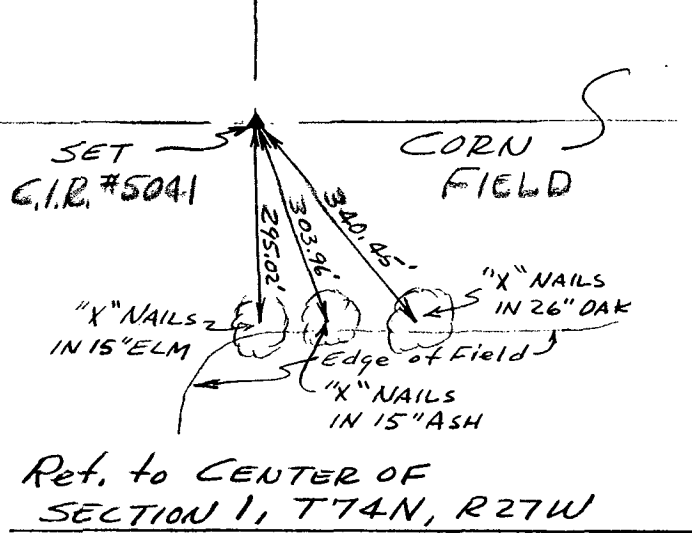 SET
C.I.R. #5041
CORN
FIELD
295.02'
303.96'
340.45'
"X" NAILS
IN 15" ELM
"X" NAILS
IN 26" OAK
Edge of Field
"X" NAILS
IN 15" ASH
Ref. to CENTER OF
SECTION 1, T74N, R27W